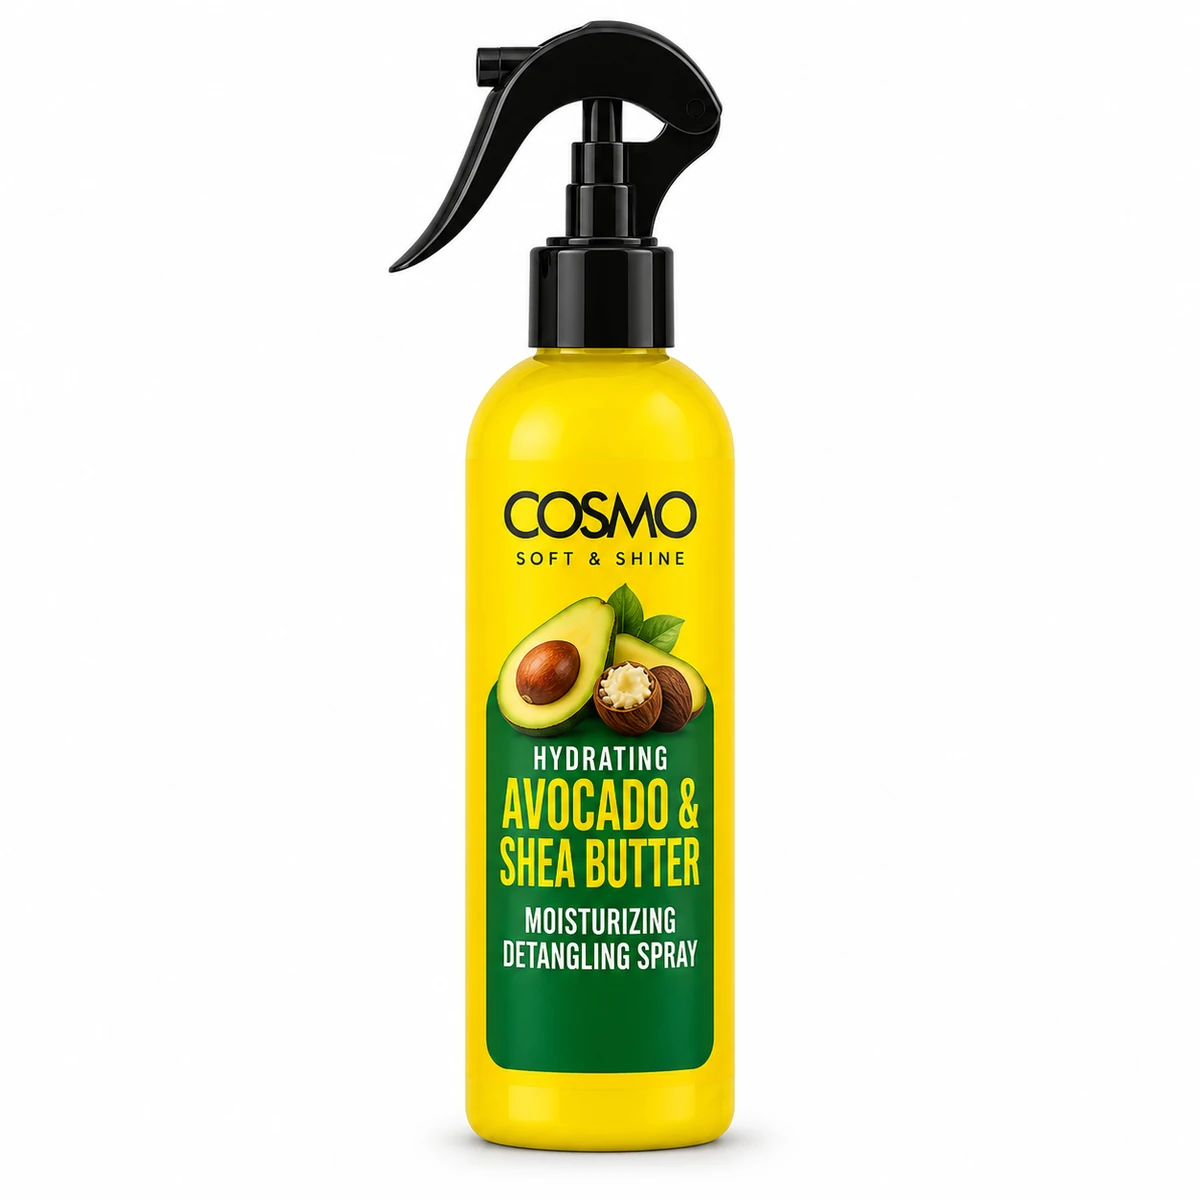 COSMO
SOFT & SHINE
HYDRATING
AVOCADO &
SHEA BUTTER
MOISTURIZING
DETANGLING SPRAY